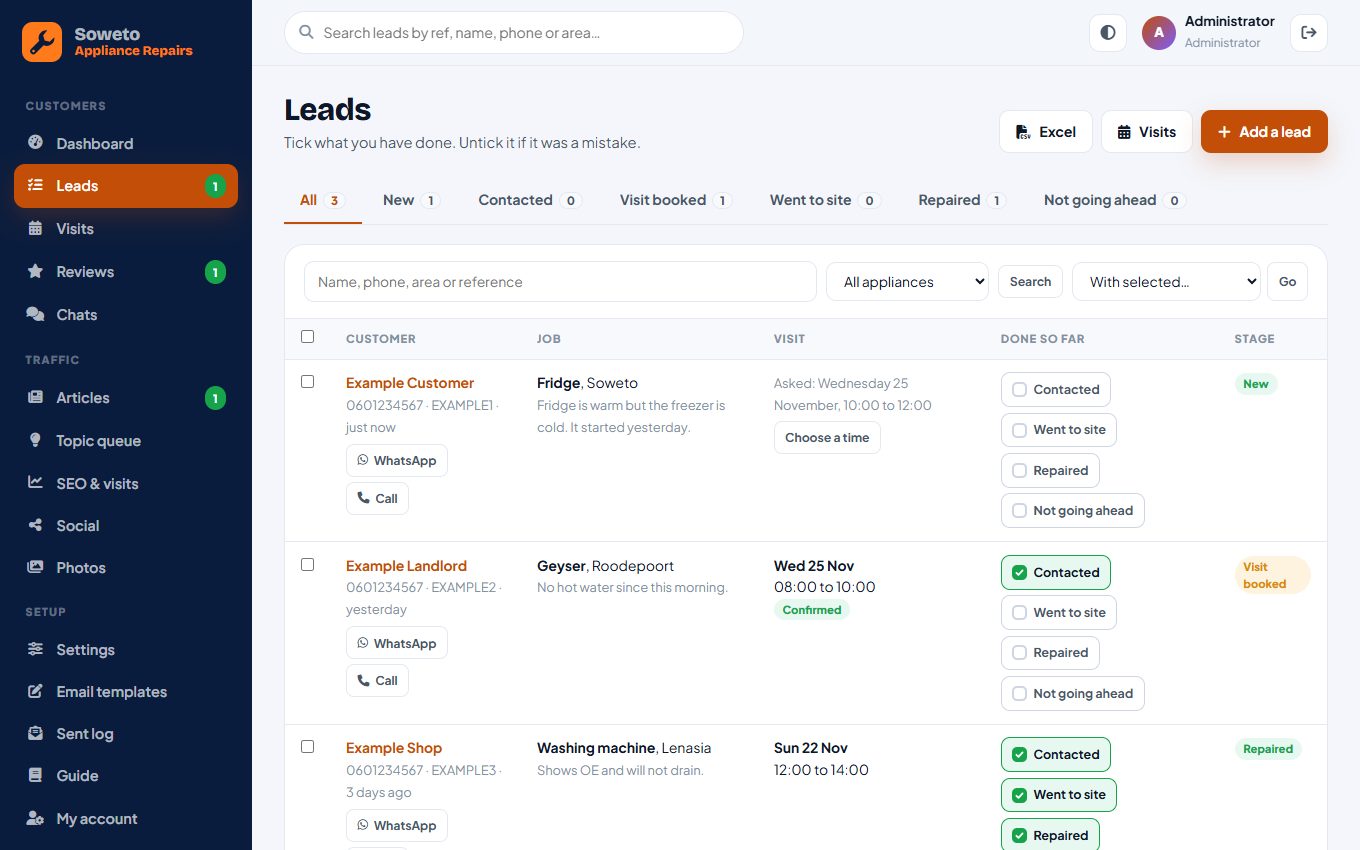 Soweto
Appliance Repairs
CUSTOMERS
Dashboard
Leads 1
Visits
Reviews 1
Chats
TRAFFIC
Articles 1
Topic queue
SEO & visits
Social
Photos
SETUP
Settings
Email templates
Sent log
Guide
My account
Search leads by ref, name, phone or area...
A
Administrator
Administrator
Leads
Tick what you have done. Untick it if it was a mistake.
Excel
Visits
+ Add a lead
All 3
New 1
Contacted 0
Visit booked 1
Went to site 0
Repaired 1
Not going ahead 0
Name, phone, area or reference
All appliances
Search
With selected...
Go
CUSTOMER
JOB
VISIT
DONE SO FAR
STAGE
Example Customer
0601234567 · EXAMPLE1 ·
just now
WhatsApp
Call
Fridge, Soweto
Fridge is warm but the freezer is
cold. It started yesterday.
Asked: Wednesday 25
November, 10:00 to 12:00
Choose a time
Contacted
Went to site
Repaired
Not going ahead
New
Example Landlord
0601234567 · EXAMPLE2 ·
yesterday
WhatsApp
Call
Geyser, Roodepoort
No hot water since this morning.
Wed 25 Nov
08:00 to 10:00
Confirmed
Contacted
Went to site
Repaired
Not going ahead
Visit
booked
Example Shop
0601234567 · EXAMPLE3 ·
3 days ago
WhatsApp
Washing machine, Lenasia
Shows OE and will not drain.
Sun 22 Nov
12:00 to 14:00
Contacted
Went to site
Repaired
Repaired